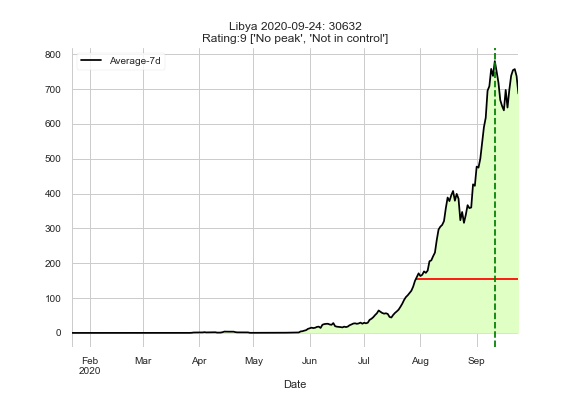 Libya 2020-09-24: 30632
Rating:9 ['No peak', 'Not in control']
Average-7d
800
700
600
500
400
300
200
100
0
Feb
2020
Mar
Apr
May
Jun
Jul
Aug
Sep
Date